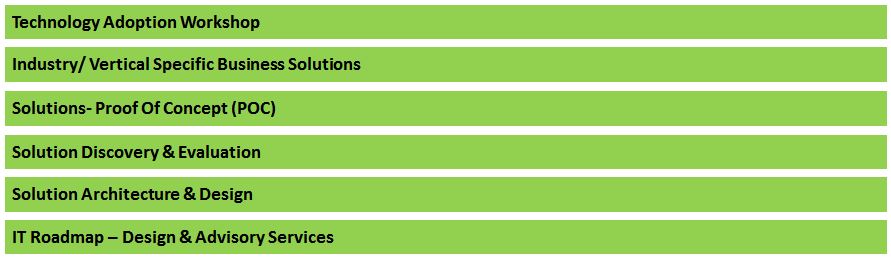 Technology Adoption Workshop
Industry/ Vertical Specific Business Solutions
Solutions- Proof Of Concept (POC)
Solution Discovery & Evaluation
Solution Architecture & Design
IT Roadmap – Design & Advisory Services